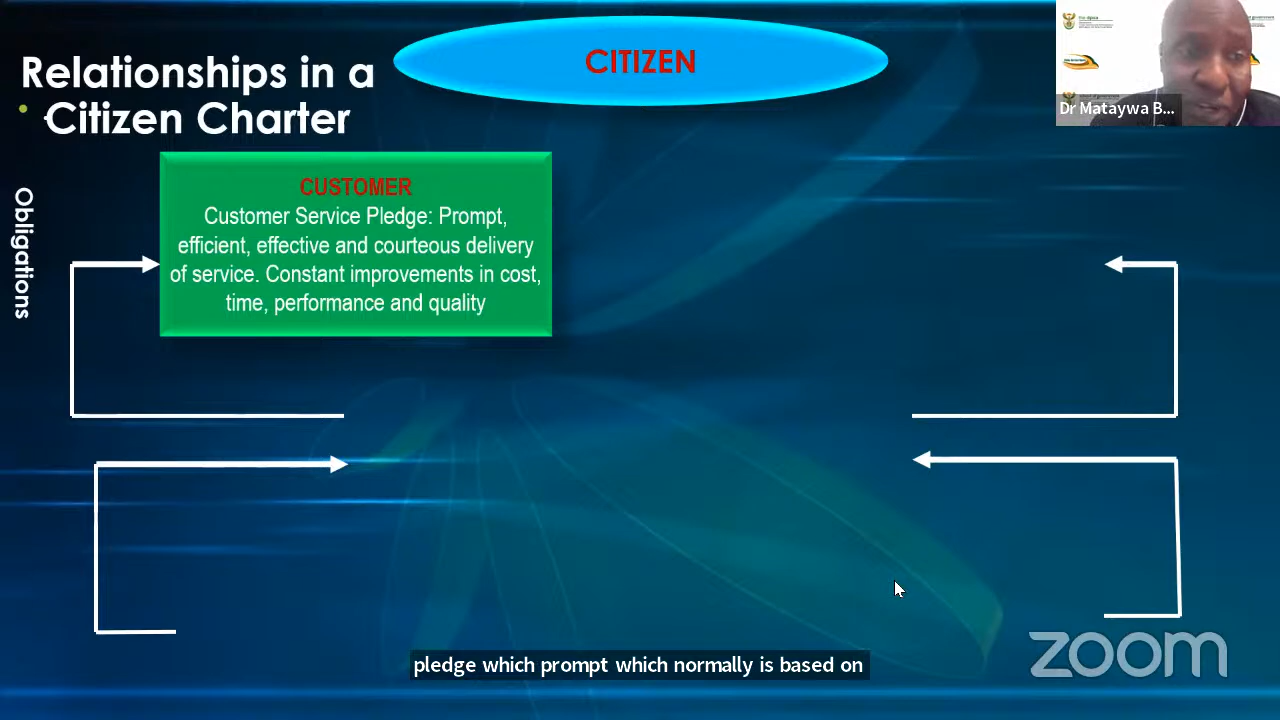 Relationships in a
Citizen Charter
CITIZEN
Dr Mataywa B...
Obligations
CUSTOMER
Customer Service Pledge: Prompt,
efficient, effective and courteous delivery
of service. Constant improvements in cost,
time, performance and quality
pledge which prompt which normally is based on
zoom